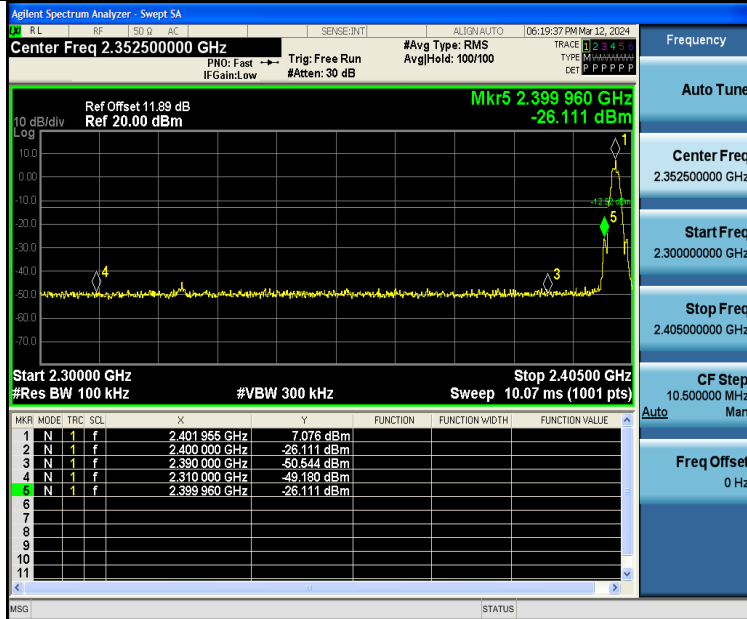 Agilent Spectrum Analyzer - Swept SA
RL RF 50 Ω AC SENSE:INT ALIGNAUTO 06:19:37 PM Mar 12, 2024
Center Freq 2.352500000 GHz
#Avg Type: RMS
TRACE 1 2 3 4 5 6
PNO: Fast
Trig: Free Run
Avg|Hold: 100/100
TYPE M
IFGain:Low
#Atten: 30 dB
DET P P P P P P
Mkr5 2.399 960 GHz
-26.111 dBm
Ref Offset 11.89 dB
10 dB/div
Ref 20.00 dBm
Log
10.0
0.00
-10.0
-20.0
-30.0
-40.0
-50.0
-60.0
-70.0
1
5
3
4
Start 2.30000 GHz
Stop 2.40500 GHz
#Res BW 100 kHz
#VBW 300 kHz
Sweep 10.07 ms (1001 pts)
MKR MODE TRC SCL X Y FUNCTION FUNCTION WIDTH FUNCTION VALUE
1 N 1 f 2.401 955 GHz 7.076 dBm
2 N 1 f 2.400 000 GHz -26.111 dBm
3 N 1 f 2.390 000 GHz -50.544 dBm
4 N 1 f 2.310 000 GHz -49.180 dBm
5 N 1 f 2.399 960 GHz -26.111 dBm
6
7
8
9
10
11
MSG
STATUS
Frequency
Auto Tune
Center Freq
2.352500000 GHz
Start Freq
2.300000000 GHz
Stop Freq
2.405000000 GHz
CF Step
10.500000 MHz
Auto Man
Freq Offset
0 Hz